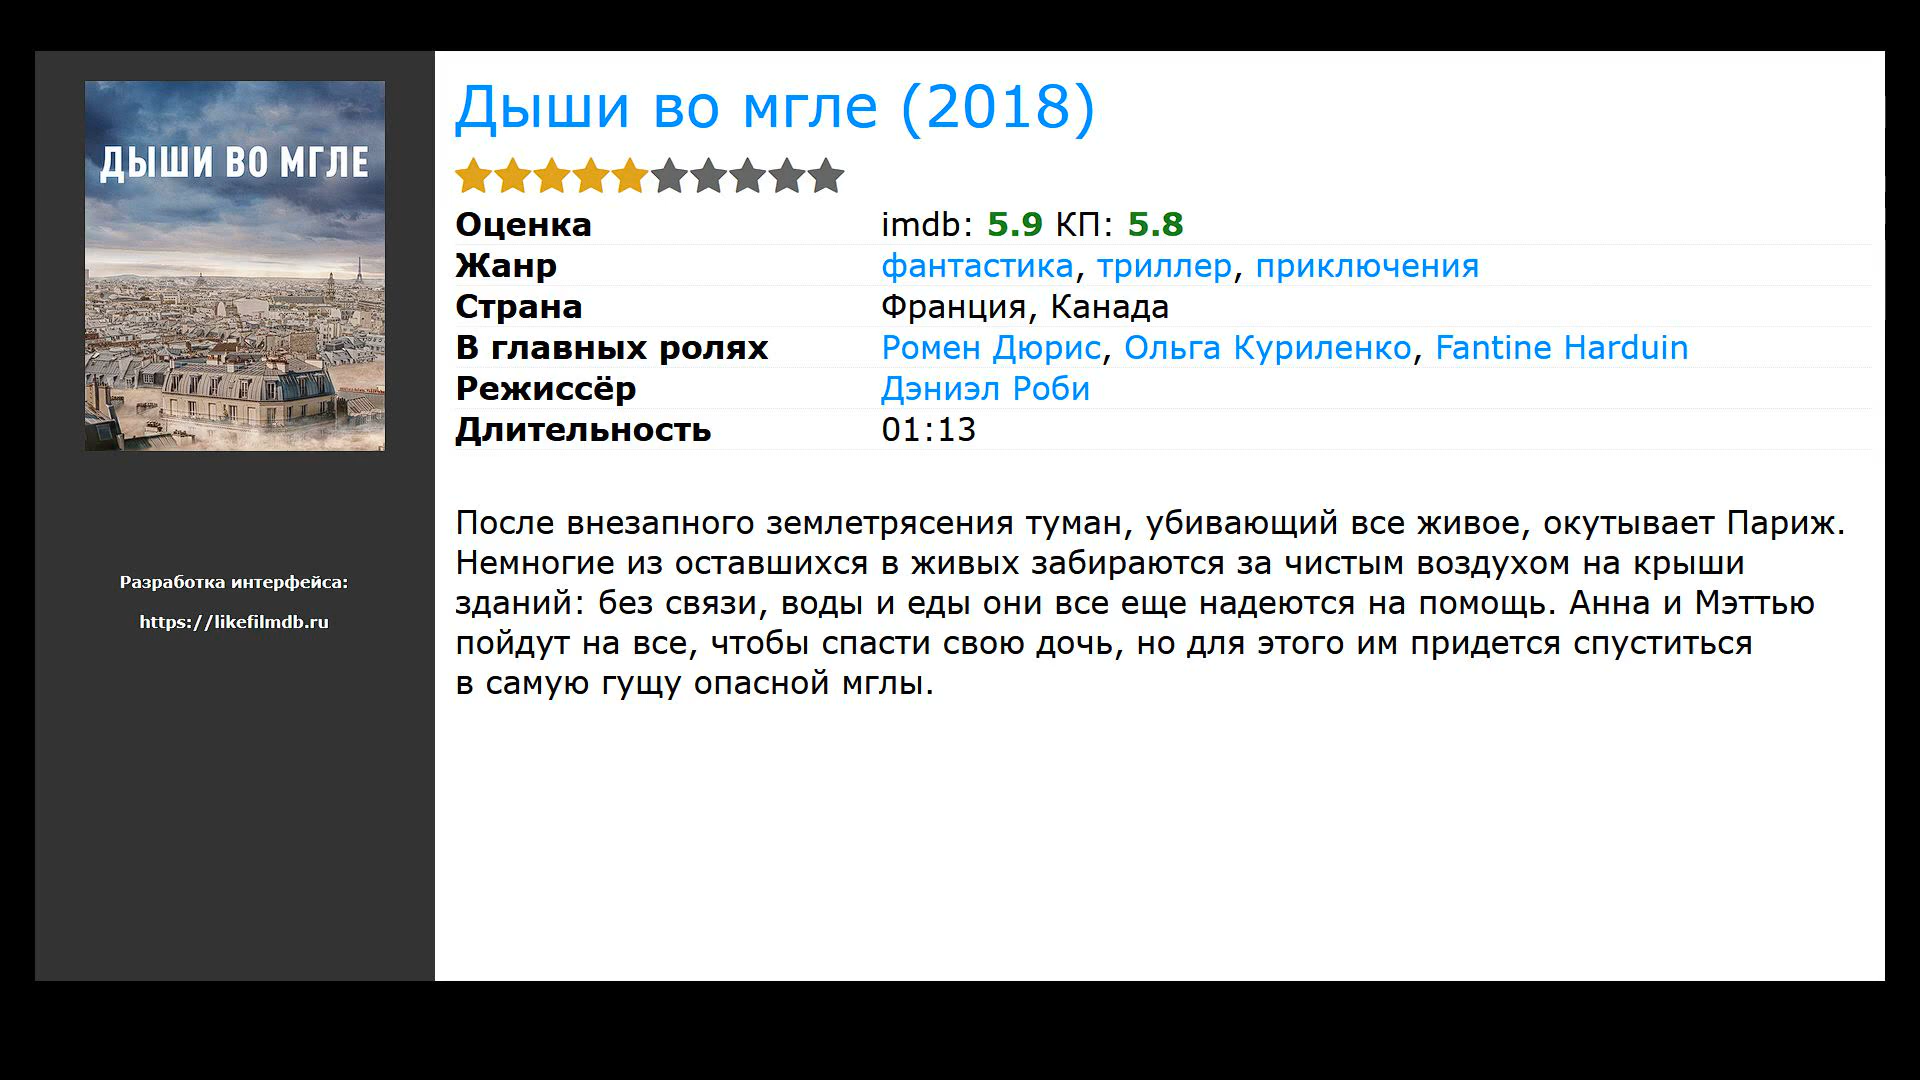 ДЫШИ ВО МГЛЕ
Разработка интерфейса:
https://likefilmdb.ru
Дыши во мгле (2018)
Оценка imdb: 5.9 КП: 5.8
Жанр фантастика, триллер, приключения
Страна Франция, Канада
В главных ролях Ромен Дюрис, Ольга Куриленко, Fantine Harduin
Режиссёр Дэниэл Роби
Длительность 01:13
После внезапного землетрясения туман, убивающий все живое, окутывает Париж.
Немногие из оставшихся в живых забираются за чистым воздухом на крыши
зданий: без связи, воды и еды они все еще надеются на помощь. Анна и Мэттью
пойдут на все, чтобы спасти свою дочь, но для этого им придется спуститься
в самую гущу опасной мглы.